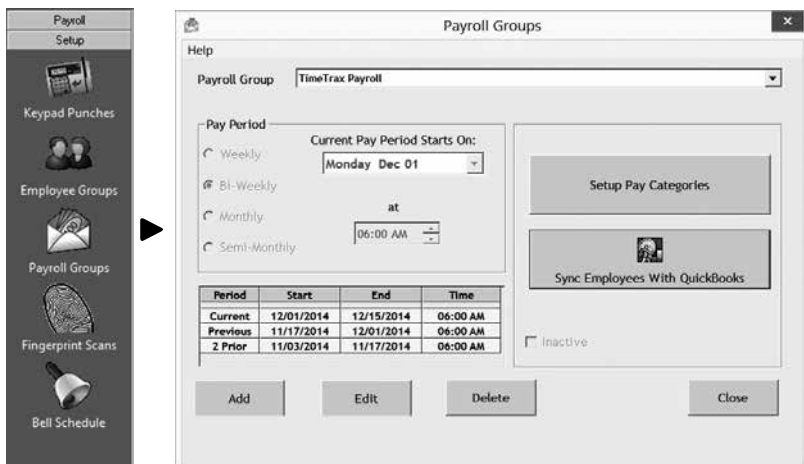 Payroll
Setup
Keypad Punches
Employee Groups
Payroll Groups
Fingerprint Scans
Bell Schedule
Payroll Groups
x
Help
Payroll Group TimeTrax Payroll
Pay Period
Weekly
Bi-Weekly
Monthly
Semi-Monthly
Current Pay Period Starts On:
Monday Dec 01
at
06:00 AM
Setup Pay Categories
Sync Employees With QuickBooks
Inactive
Period Start End Time
Current 12/01/2014 12/15/2014 06:00 AM
Previous 11/17/2014 12/01/2014 06:00 AM
2 Prior 11/03/2014 11/17/2014 06:00 AM
Add Edit Delete Close